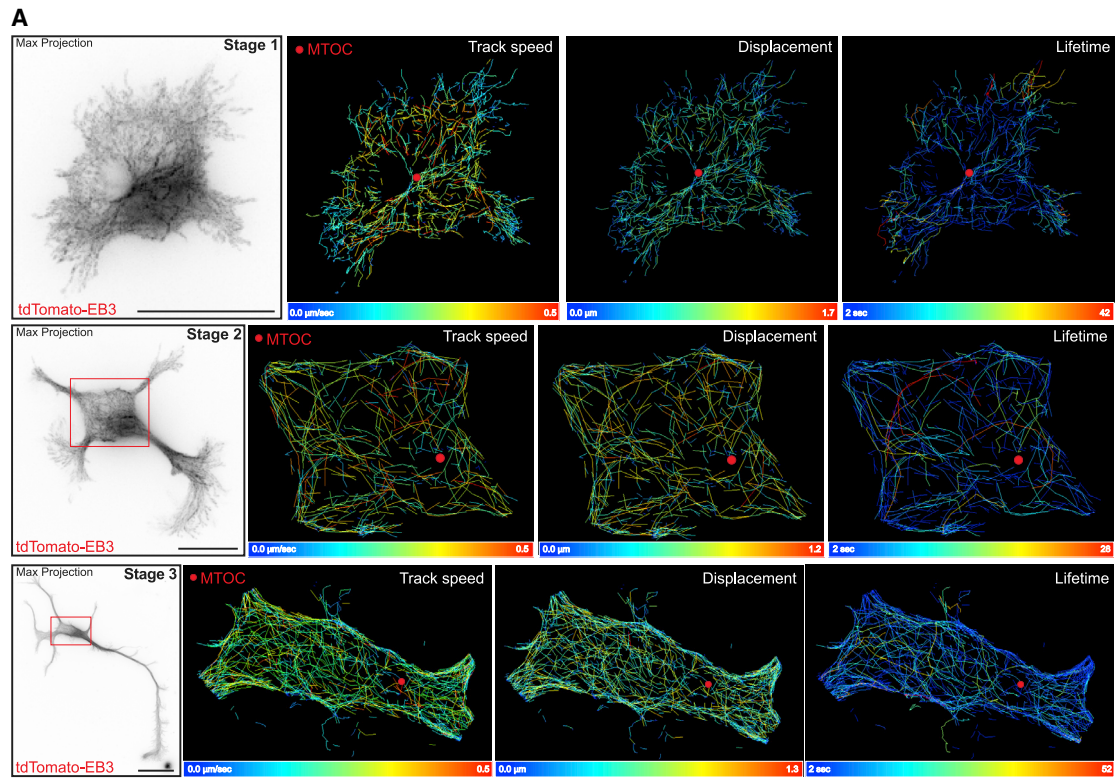 A
Max Projection Stage 1
tdTomato-EB3
MTOC Track speed
0.0 µm/sec 0.5
Displacement
0.0 µm 1.7
Lifetime
2 sec 42
Max Projection Stage 2
tdTomato-EB3
MTOC Track speed
0.0 µm/sec 0.5
Displacement
0.0 µm 1.2
Lifetime
2 sec 28
Max Projection Stage 3
tdTomato-EB3
MTOC Track speed
0.0 µm/sec 0.5
Displacement
0.0 µm 1.3
Lifetime
2 sec 52